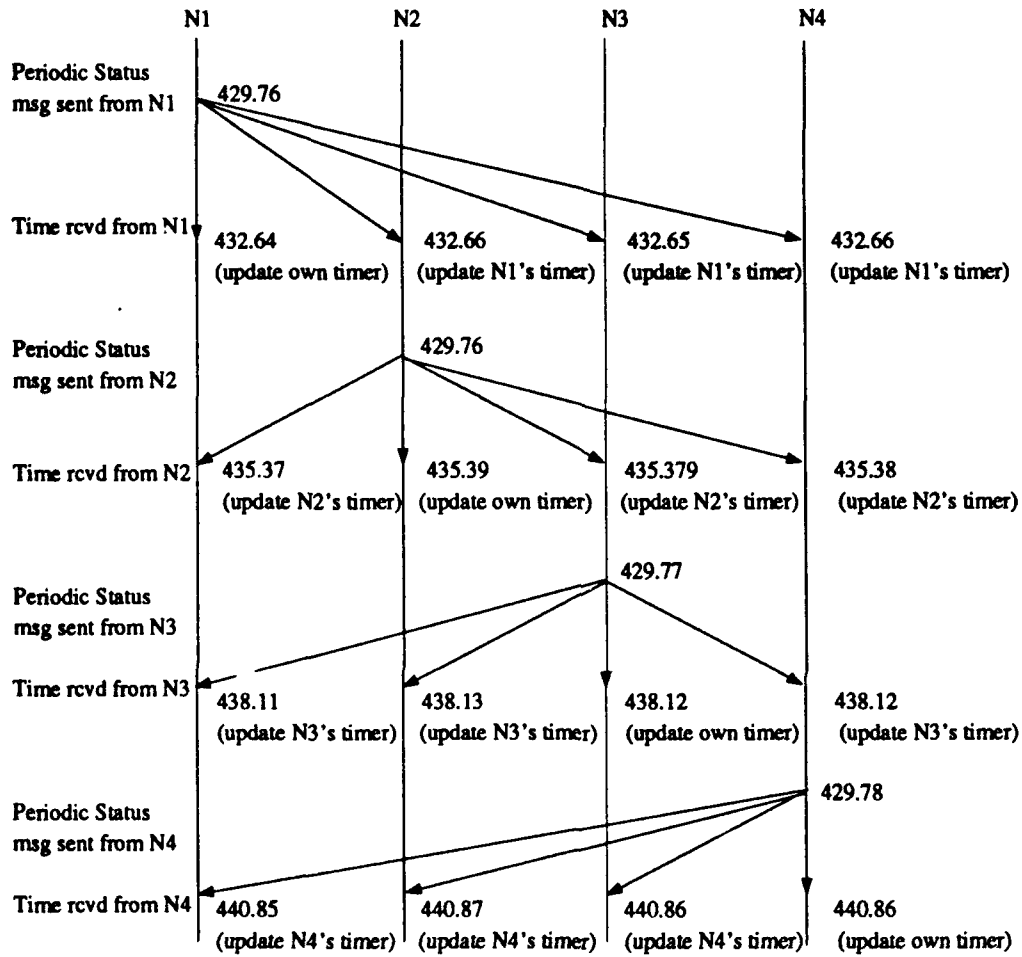 N1 N2 N3 N4
Periodic Status
msg sent from N1
429.76
Time rcvd from N1
432.64 432.66 432.65 432.66
(update own timer) (update N1's timer) (update N1's timer) (update N1's timer)
Periodic Status
msg sent from N2
429.76
Time rcvd from N2
435.37 435.39 435.379 435.38
(update N2's timer) (update own timer) (update N2's timer) (update N2's timer)
429.77
Periodic Status
msg sent from N3
Time rcvd from N3
438.11 438.13 438.12 438.12
(update N3's timer) (update N3's timer) (update own timer) (update N3's timer)
429.78
Periodic Status
msg sent from N4
Time rcvd from N4
440.85 440.87 440.86 440.86
(update N4's timer) (update N4's timer) (update N4's timer) (update own timer)